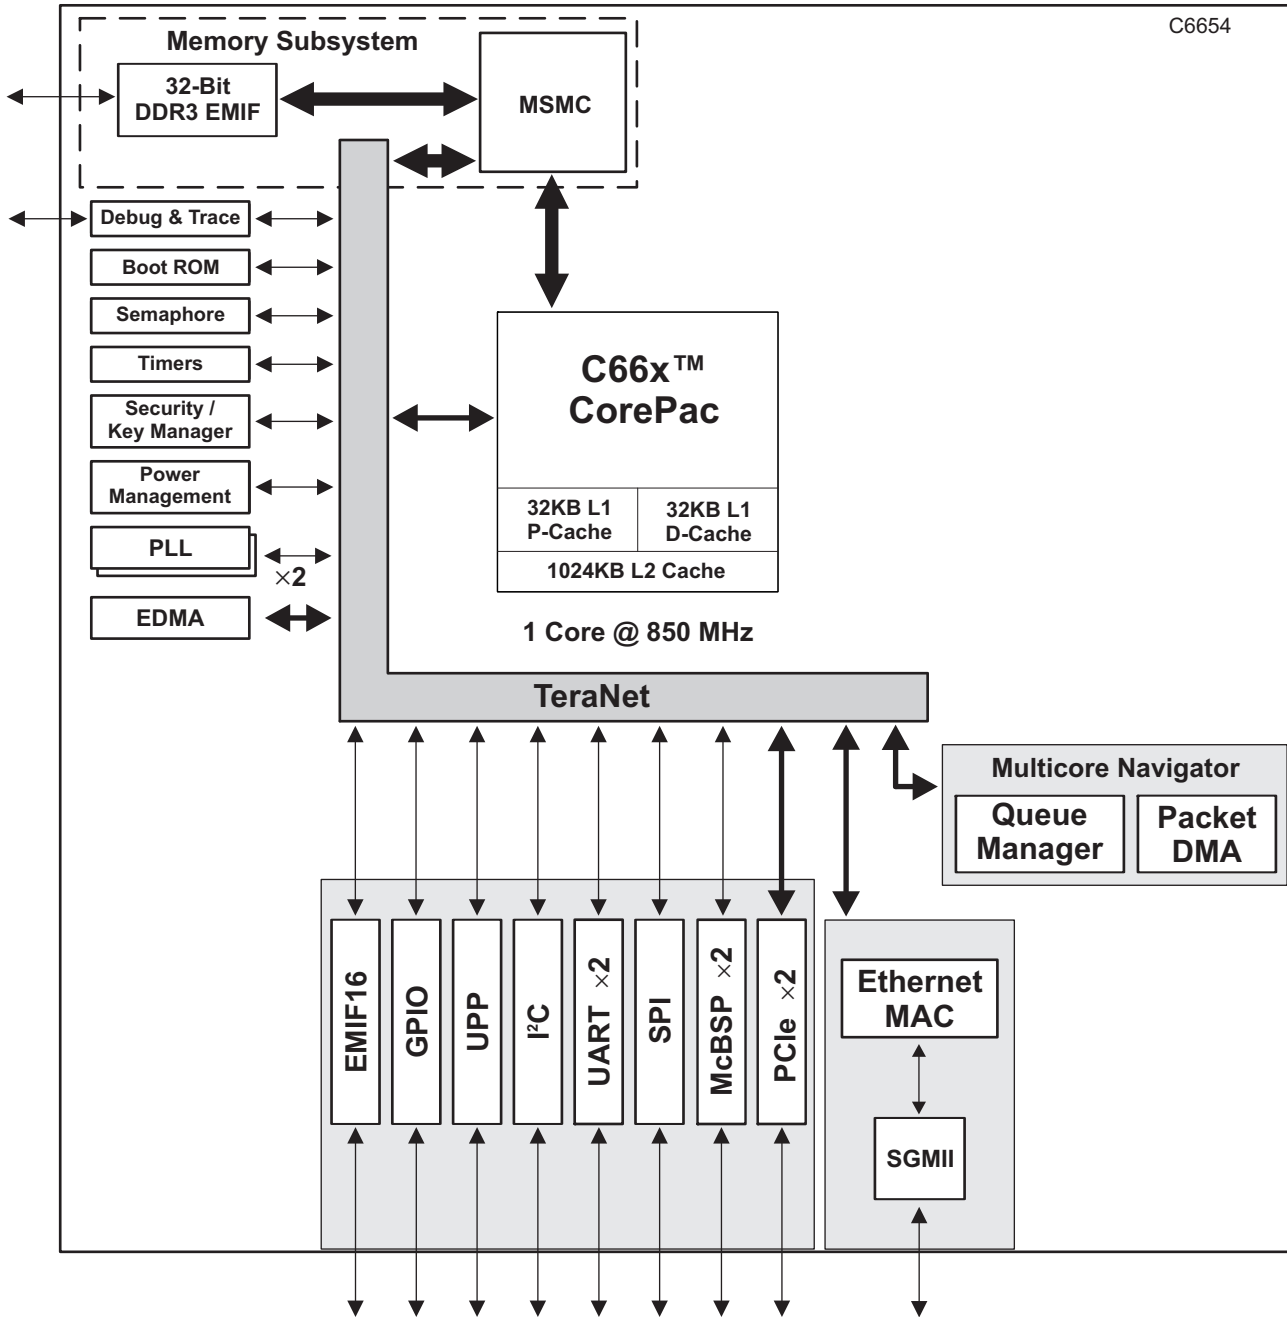 C6654
Memory Subsystem
32-Bit
DDR3 EMIF
MSMC
Debug & Trace
Boot ROM
Semaphore
Timers
Security /
Key Manager
Power
Management
PLL
×2
EDMA
C66x™
CorePac
32KB L1
P-Cache
32KB L1
D-Cache
1024KB L2 Cache
1 Core @ 850 MHz
TeraNet
Multicore Navigator
Queue
Manager
Packet
DMA
EMIF16
GPIO
UPP
I²C
UART ×2
SPI
McBSP ×2
PCIe ×2
Ethernet
MAC
SGMII